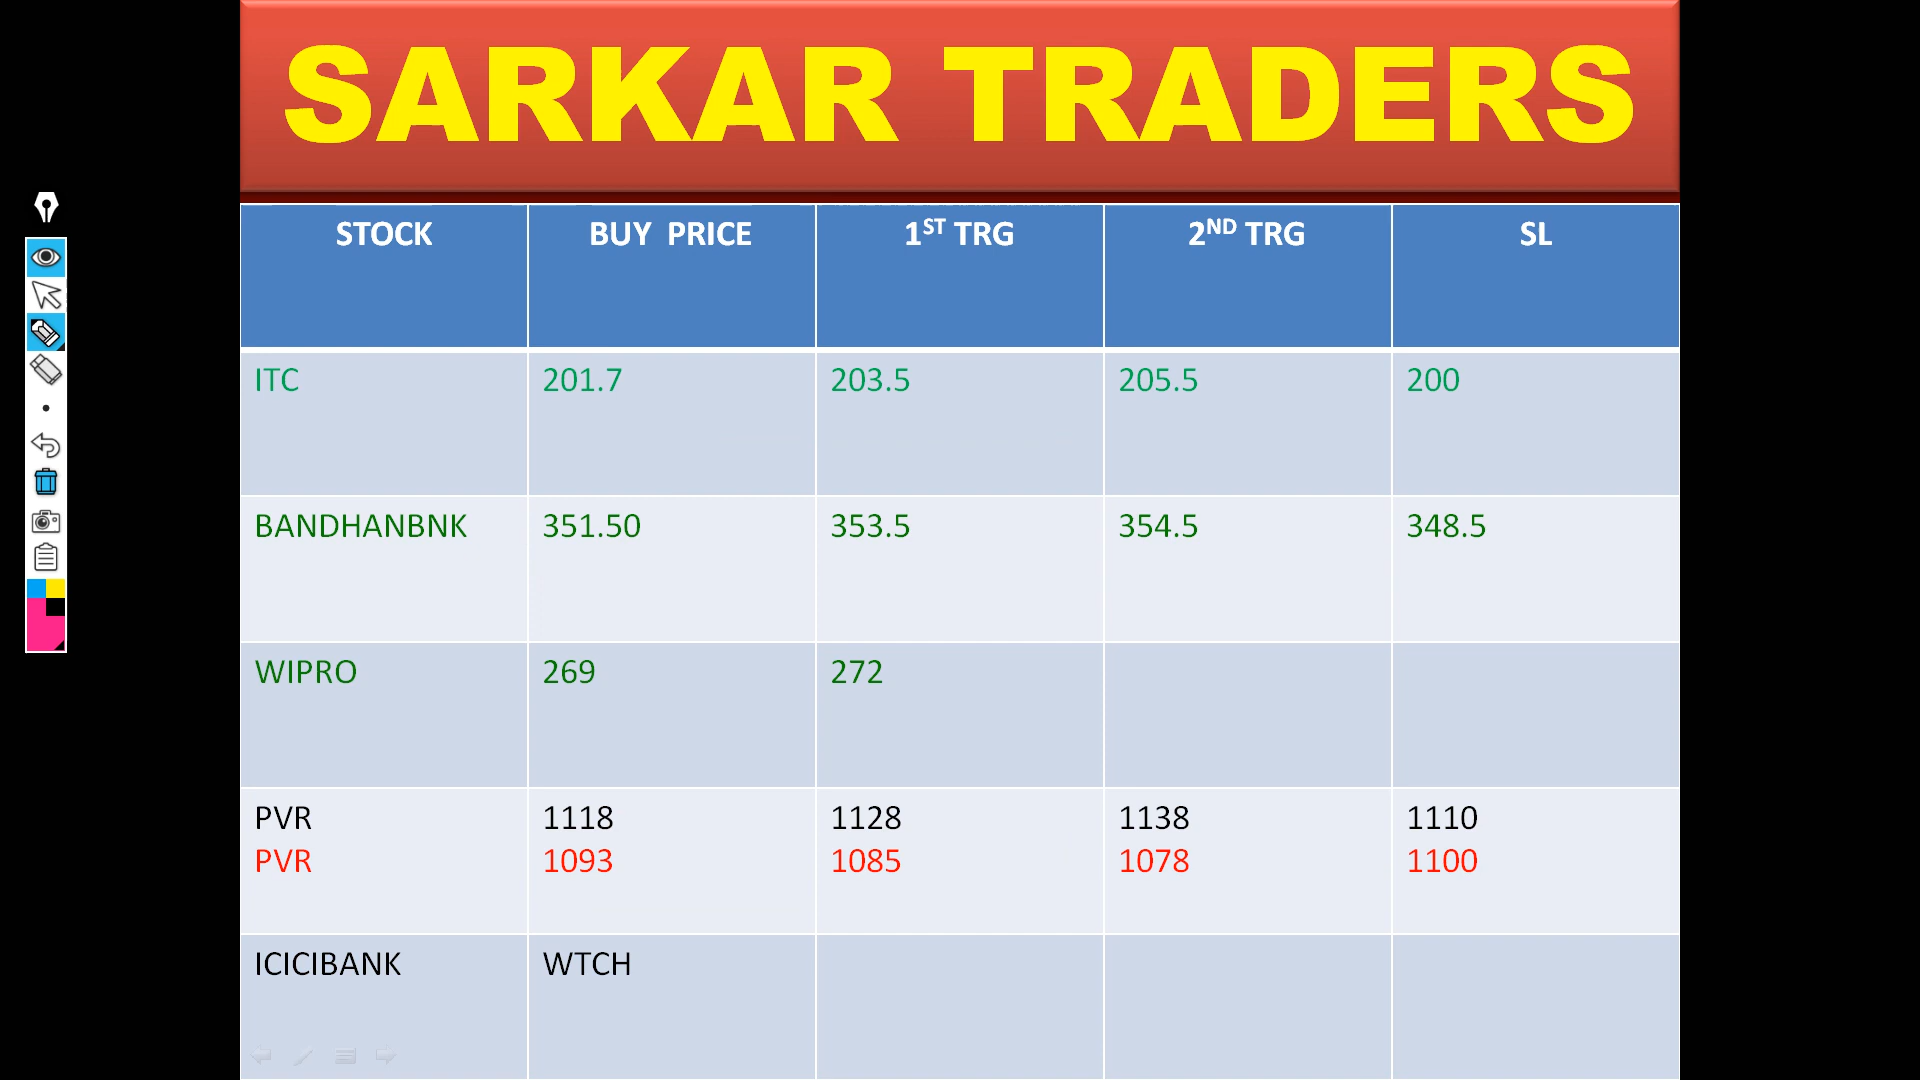 SARKAR TRADERS
STOCK BUY PRICE 1ST TRG 2ND TRG SL
ITC 201.7 203.5 205.5 200
BANDHANBNK 351.50 353.5 354.5 348.5
WIPRO 269 272
PVR 1118 1128 1138 1110
PVR 1093 1085 1078 1100
ICICIBANK WTCH